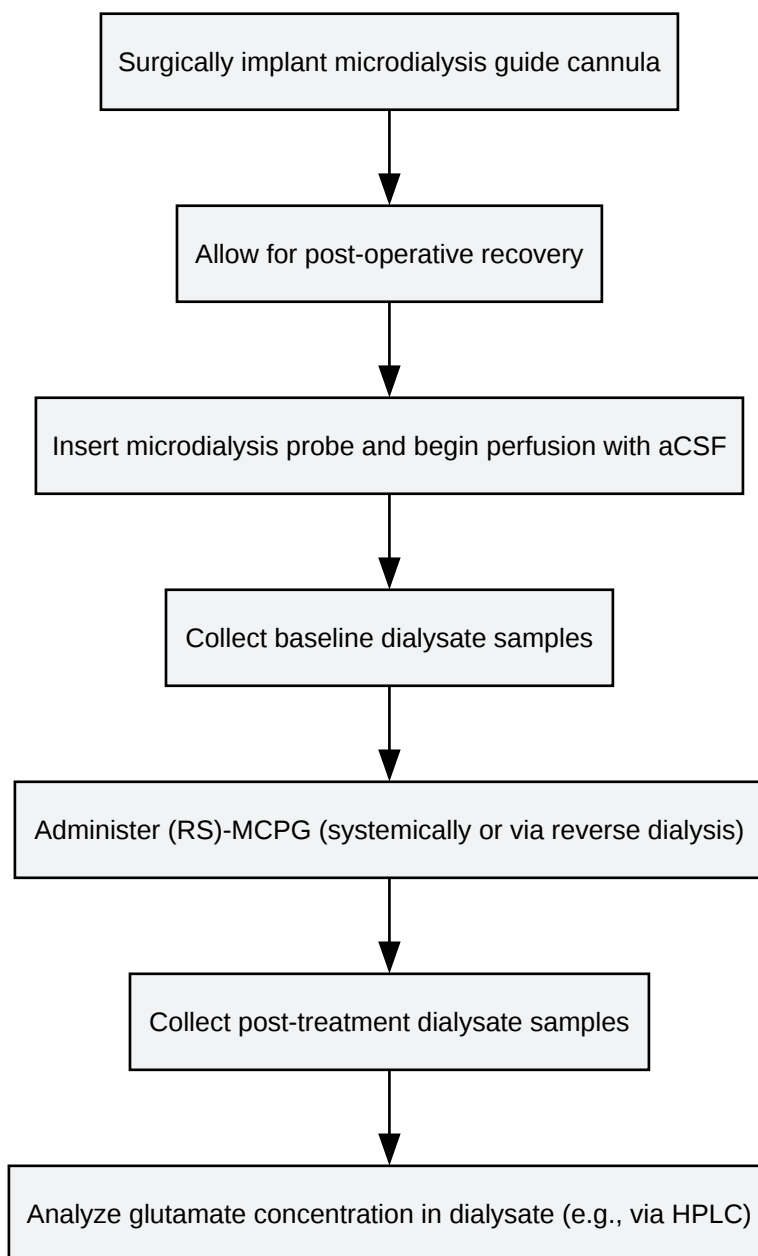 Surgically implant microdialysis guide cannula
Allow for post-operative recovery
Insert microdialysis probe and begin perfusion with aCSF
Collect baseline dialysate samples
Administer (RS)-MCPG (systemically or via reverse dialysis)
Collect post-treatment dialysate samples
Analyze glutamate concentration in dialysate (e.g., via HPLC)